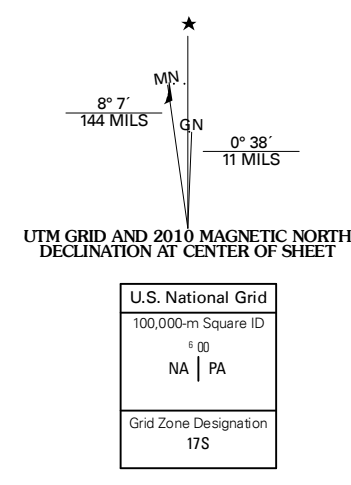 ★
MN
8° 7´
144 MILS
GN
0° 38´
11 MILS
UTM GRID AND 2010 MAGNETIC NORTH
DECLINATION AT CENTER OF SHEET
U.S. National Grid
100,000-m Square ID
6 00
NA PA
Grid Zone Designation
17S